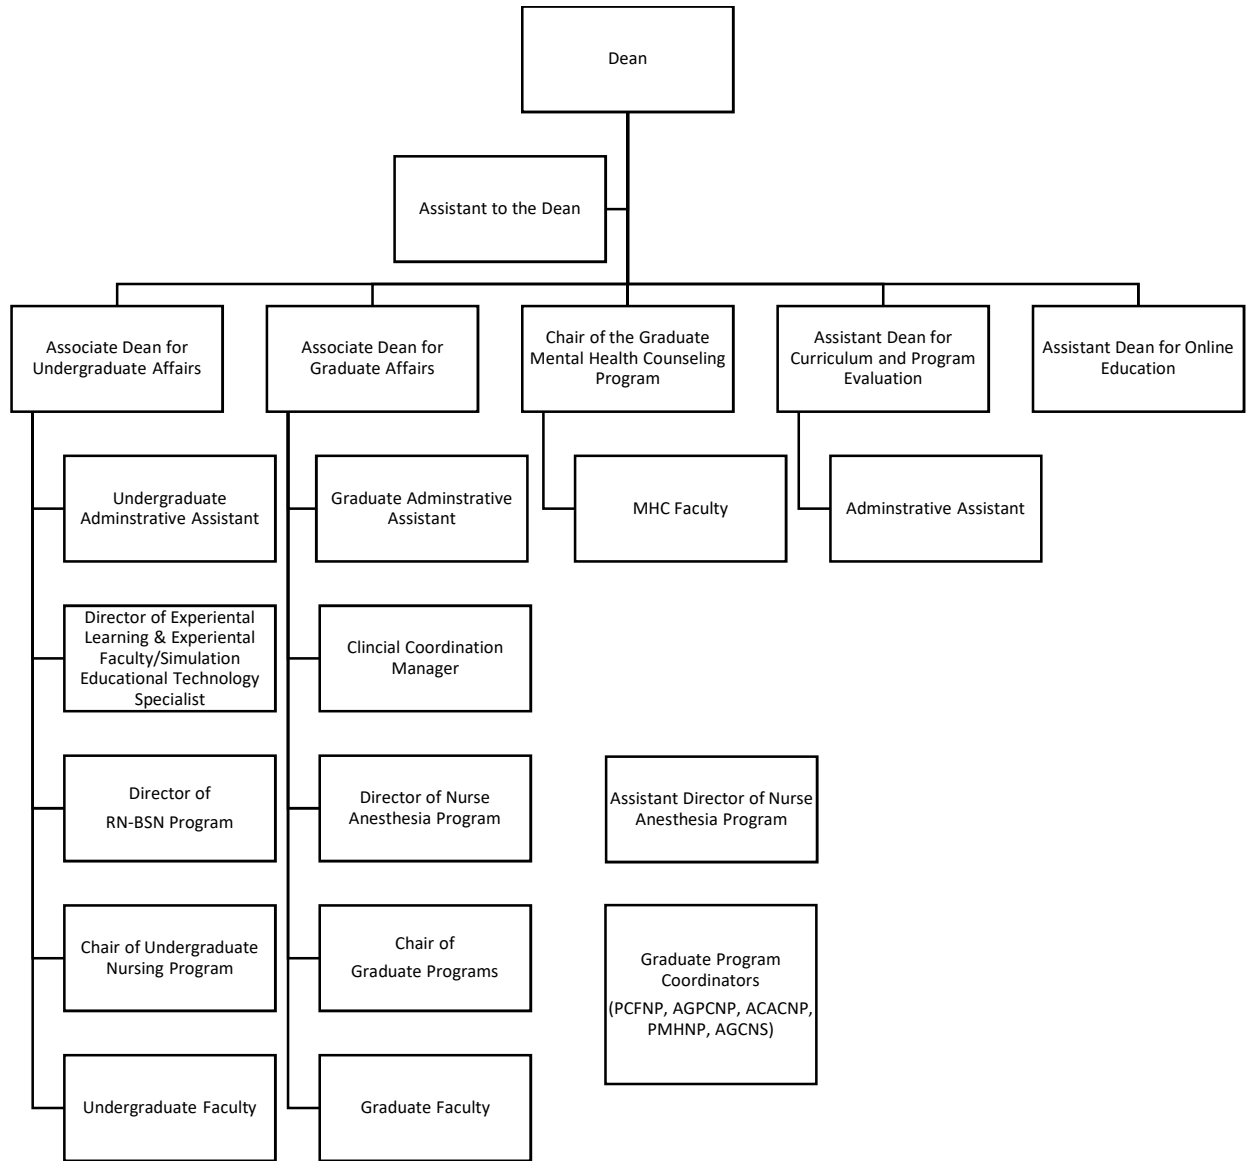 Dean
Assistant to the Dean
Associate Dean for
Undergraduate Affairs
Associate Dean for
Graduate Affairs
Chair of the Graduate
Mental Health Counseling
Program
Assistant Dean for
Curriculum and Program
Evaluation
Assistant Dean for Online
Education
Undergraduate
Adminstrative Assistant
Graduate Adminstrative
Assistant
MHC Faculty
Adminstrative Assistant
Director of Experiental
Learning & Experiental
Faculty/Simulation
Educational Technology
Specialist
Clincial Coordination
Manager
Director of
RN-BSN Program
Director of Nurse
Anesthesia Program
Assistant Director of Nurse
Anesthesia Program
Chair of Undergraduate
Nursing Program
Chair of
Graduate Programs
Graduate Program
Coordinators
(PCFNP, AGPCNP, ACACNP,
PMHNP, AGCNS)
Undergraduate Faculty
Graduate Faculty